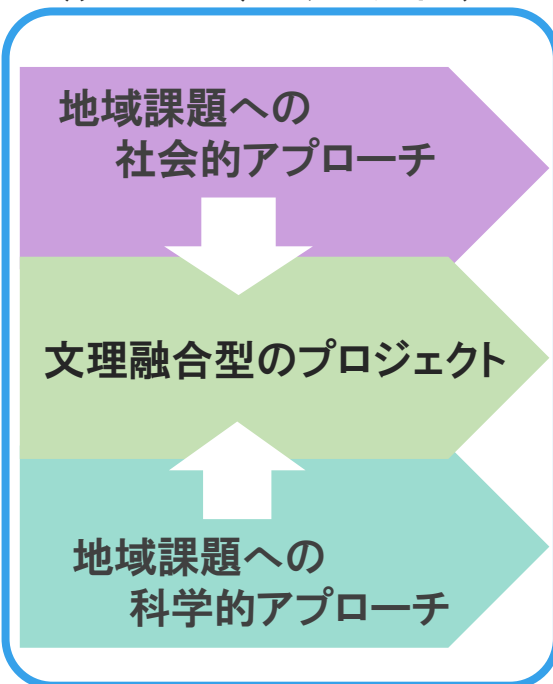 地域課題への
社会的アプローチ
文理融合型のプロジェクト
地域課題への
科学的アプローチ